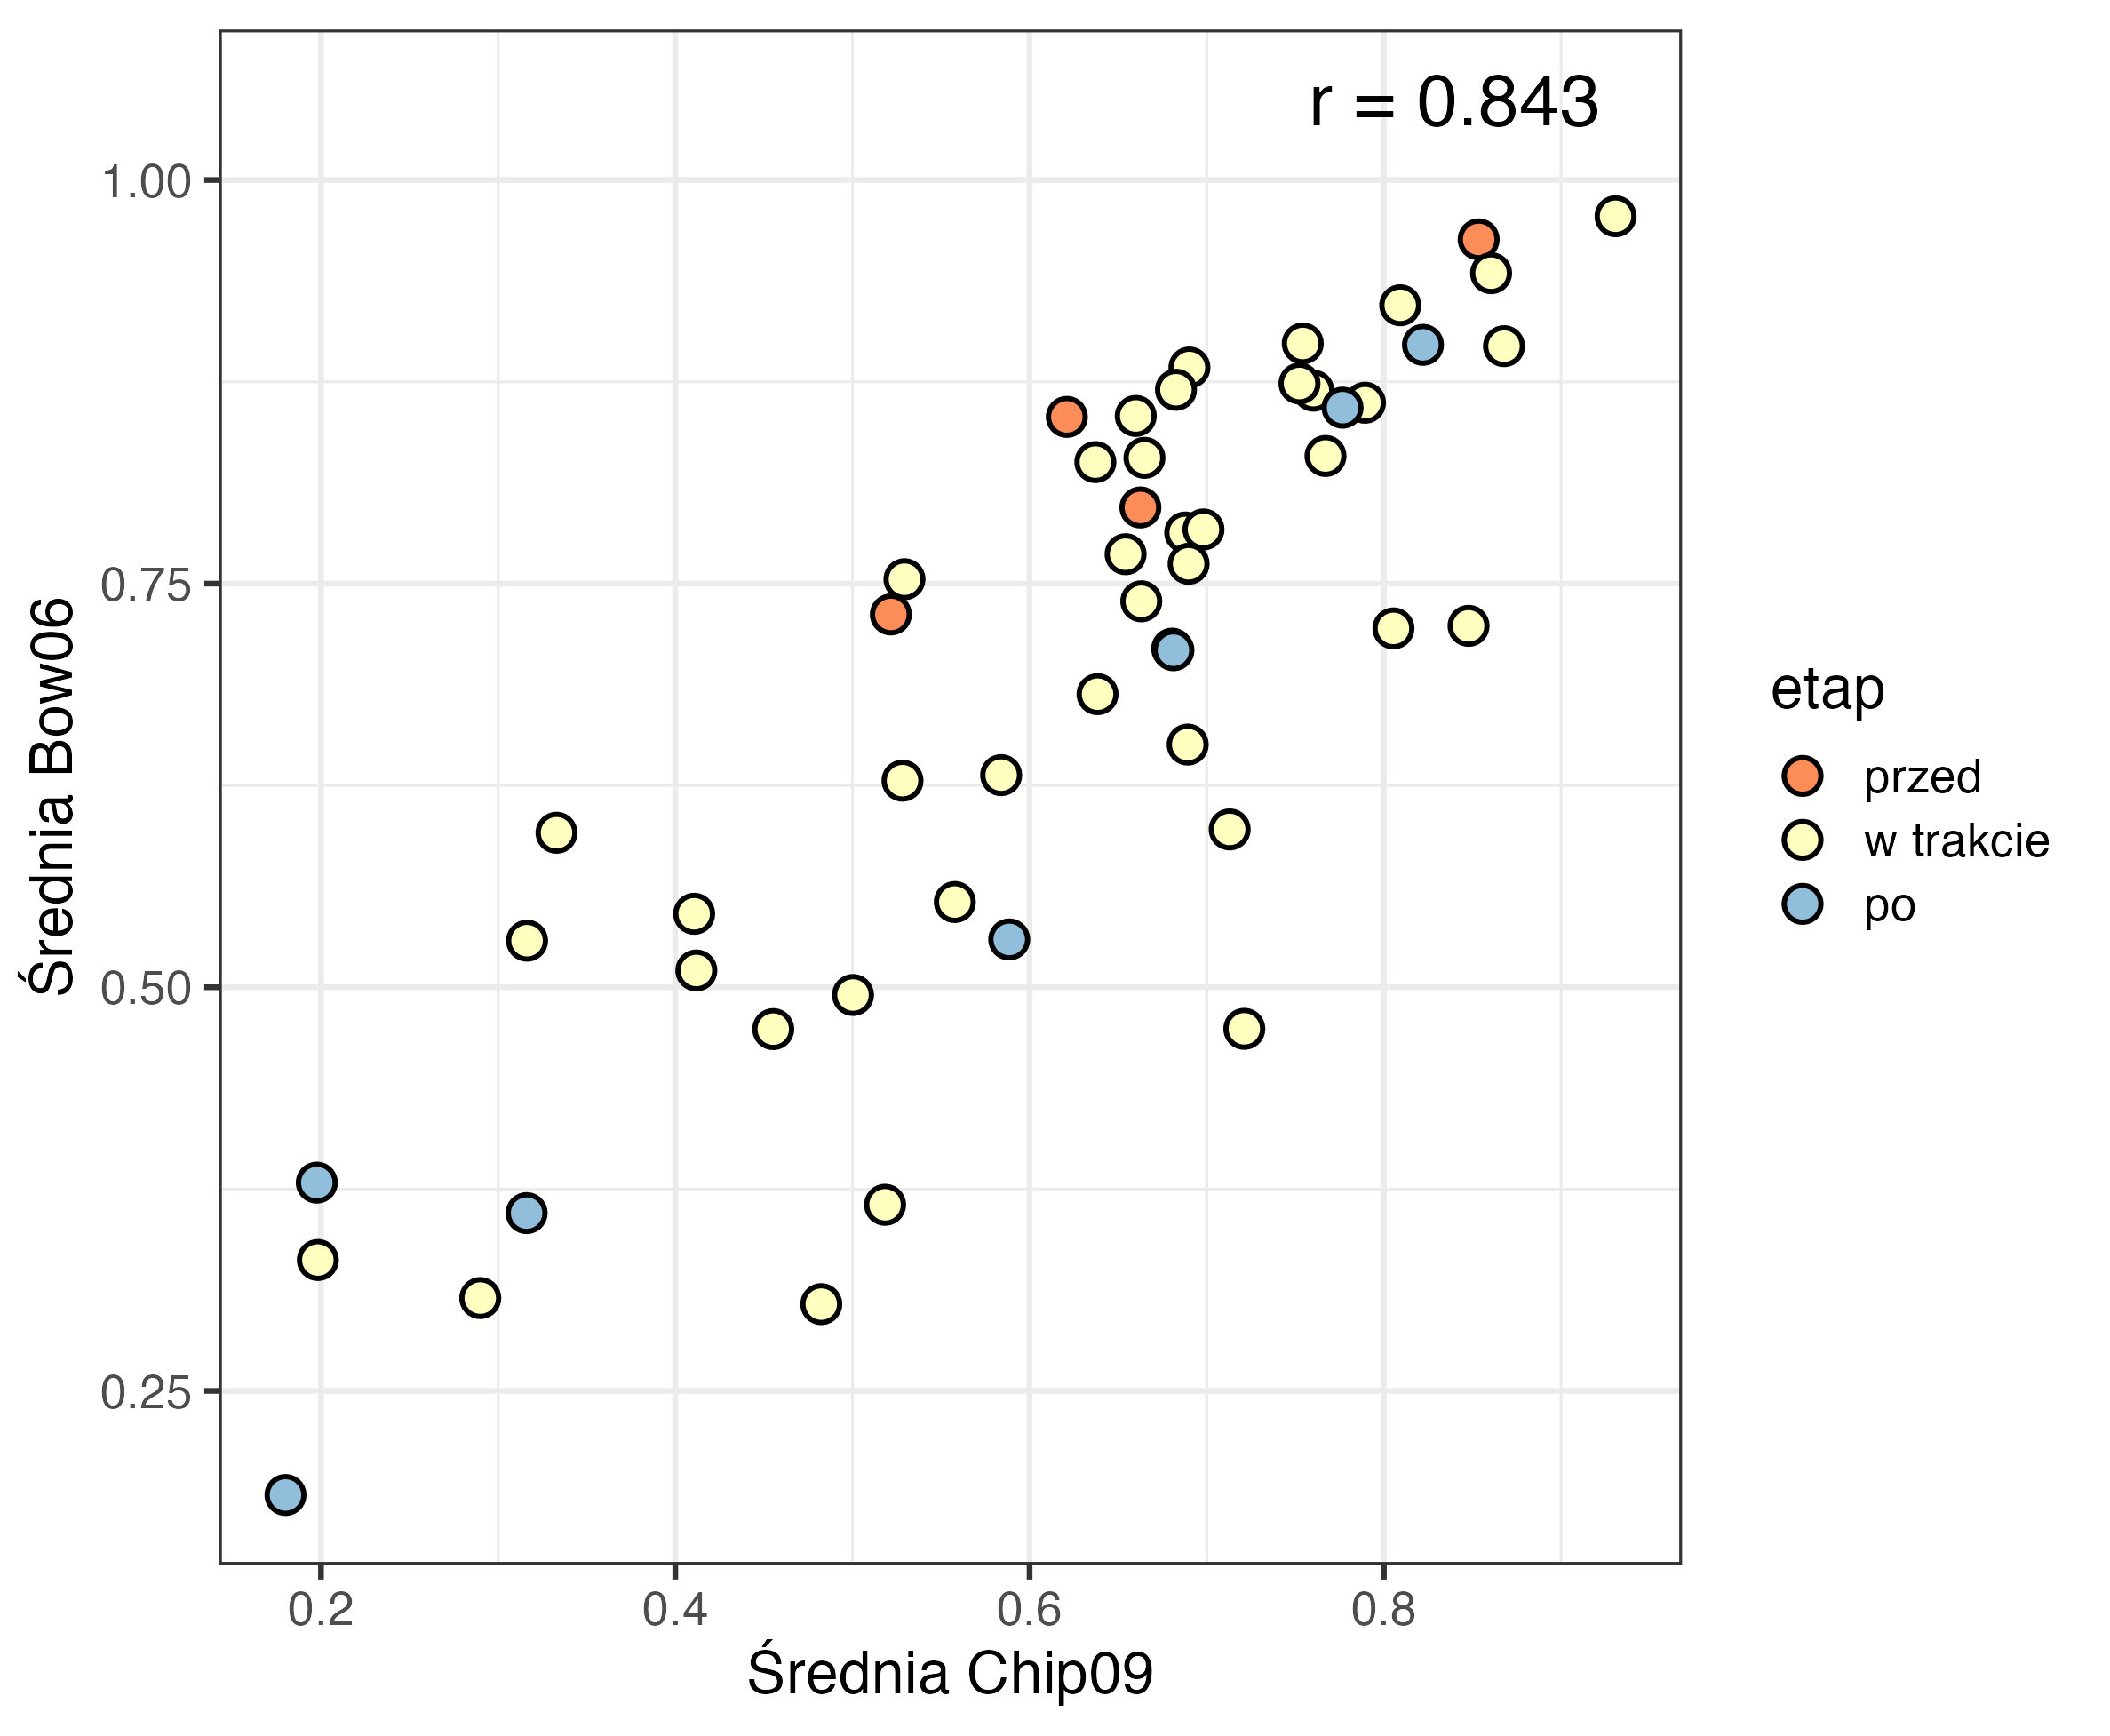 r = 0.843
1.00
0.75
0.50
0.25
Średnia Bow06
0.2 0.4 0.6 0.8
Średnia Chip09
etap
przed
w trakcie
po